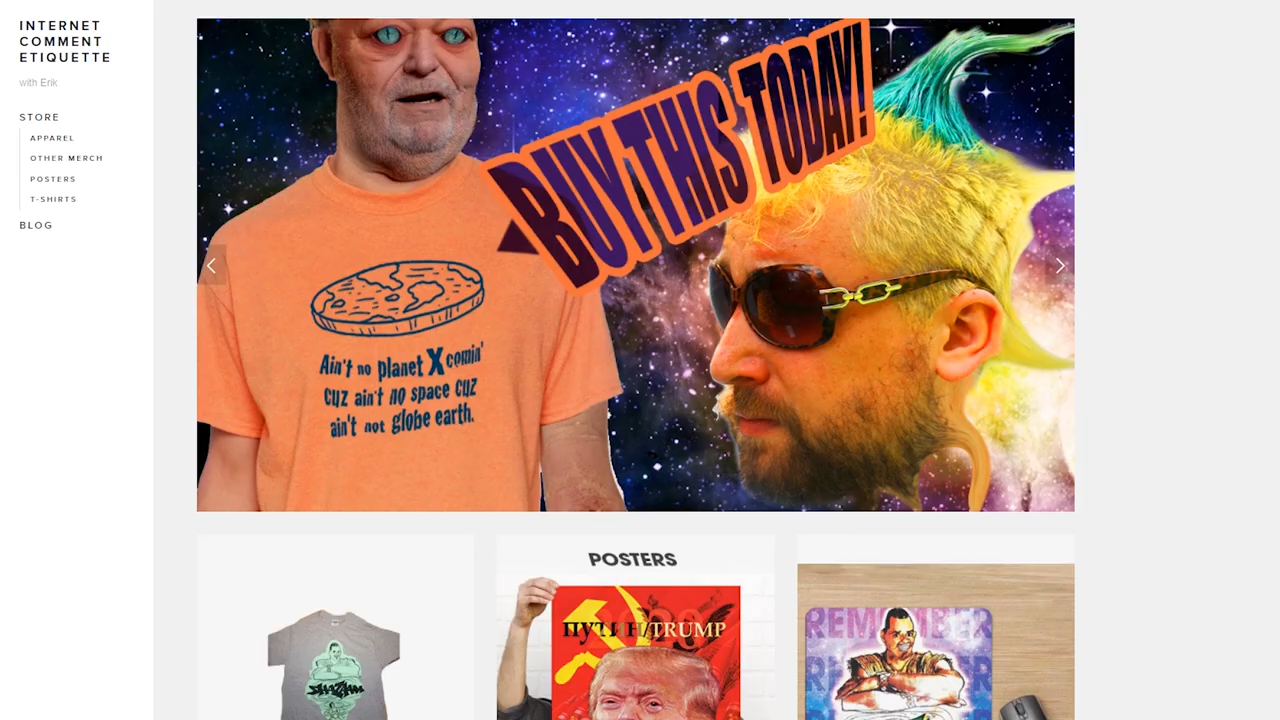 INTERNET
COMMENT
ETIQUETTE
with Erik
STORE
APPAREL
OTHER MERCH
POSTERS
T-SHIRTS
BLOG
BUY THIS TODAY!
Ain't no planet X comin'
cuz ain't no space cuz
ain't not globe earth.
POSTERS
ПУТИН/TRUMP
REMEMBER